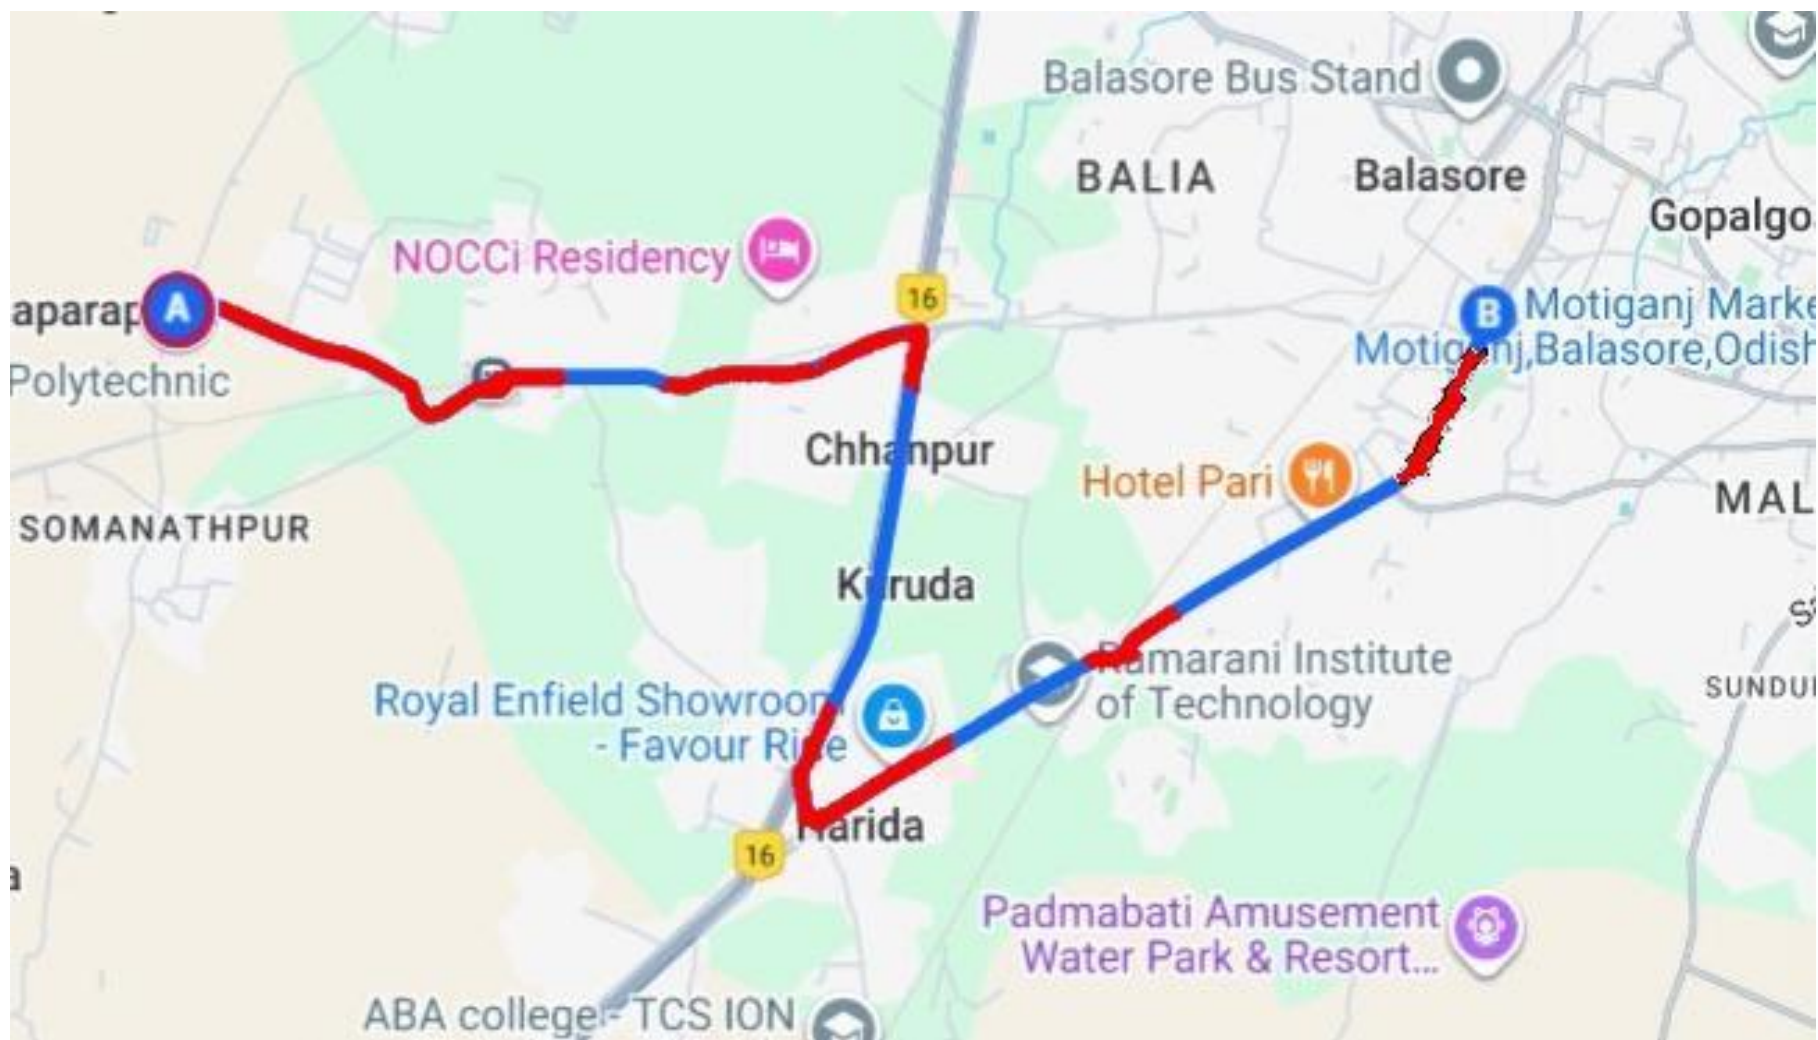 Balasore Bus Stand
BALIA
Balasore
Gopalgo
NOCCi Residency
16
A
aparap
B
Motiganj Marke
Motiganj,Balasore,Odish
Polytechnic
Chhanpur
Hotel Pari
MAL
SOMANATHPUR
Kuruda
Ramarani Institute
of Technology
SUNDU
Royal Enfield Showroom
- Favour Ride
Harida
16
a
Padmabati Amusement
Water Park & Resort...
ABA college - TCS ION